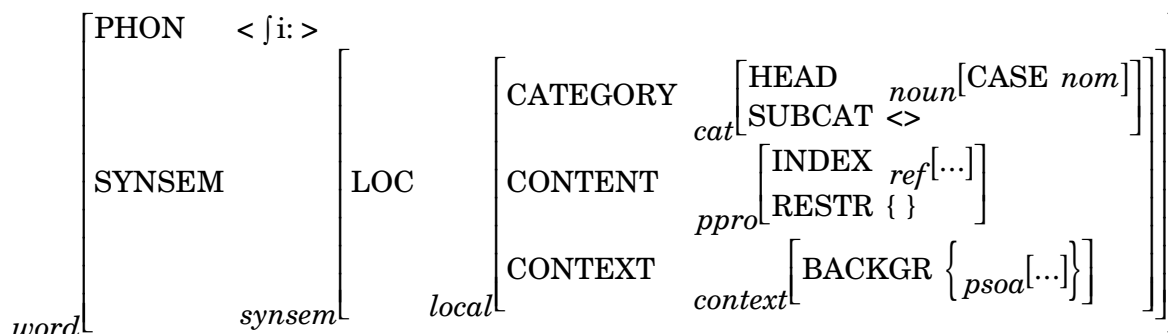 PHON < ʃi: >
CATEGORY cat[HEAD noun[CASE nom]
SUBCAT <>]
SYNSEM synsem[LOC local[CONTENT ppro[INDEX ref[...]
RESTR { }]
CONTEXT context[BACKGR {psoa[...]}]]]
word